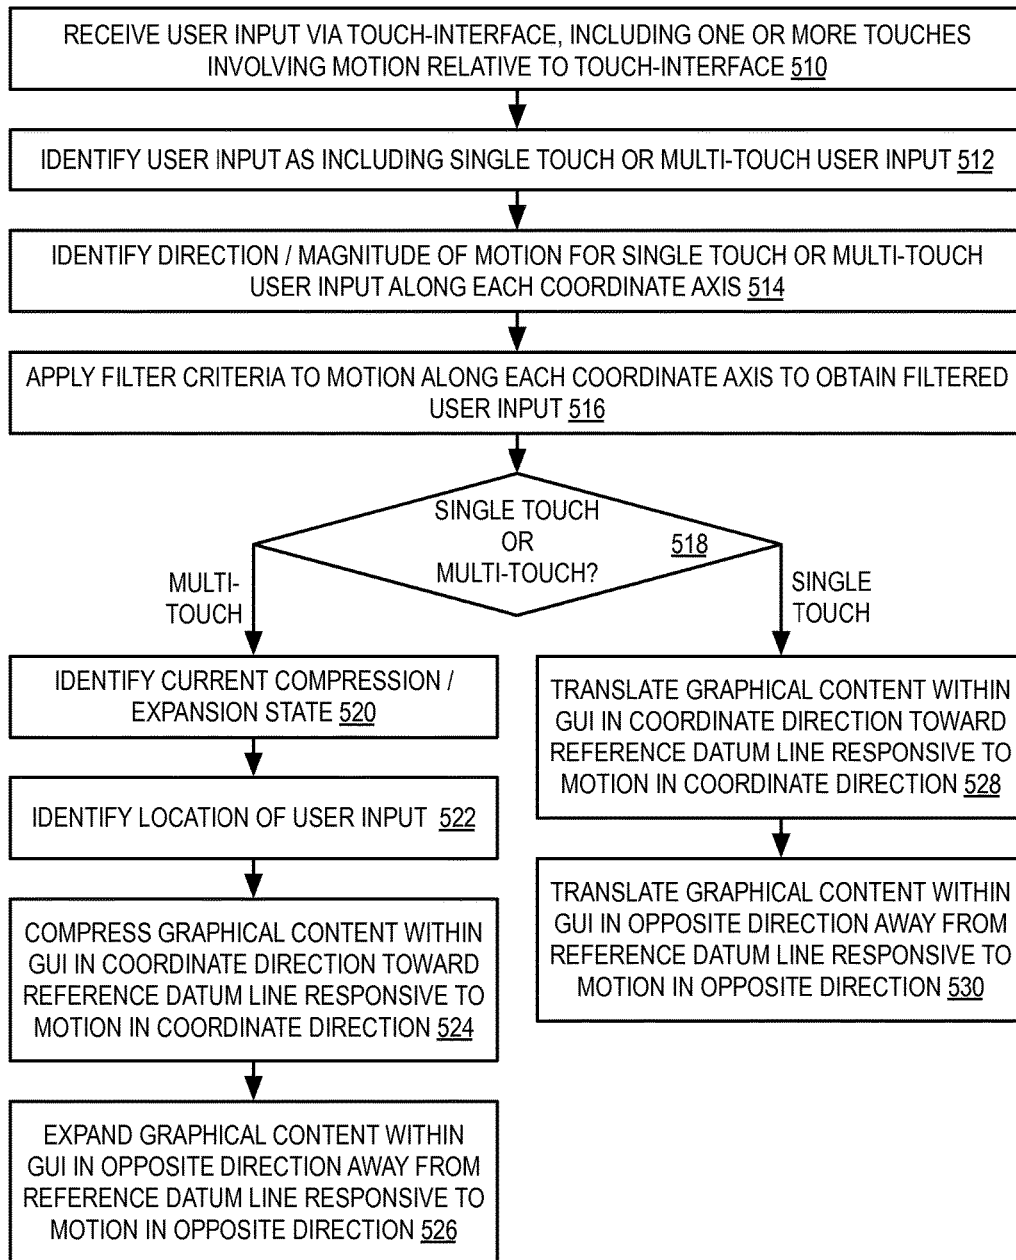 RECEIVE USER INPUT VIA TOUCH-INTERFACE, INCLUDING ONE OR MORE TOUCHES
INVOLVING MOTION RELATIVE TO TOUCH-INTERFACE 510
IDENTIFY USER INPUT AS INCLUDING SINGLE TOUCH OR MULTI-TOUCH USER INPUT 512
IDENTIFY DIRECTION / MAGNITUDE OF MOTION FOR SINGLE TOUCH OR MULTI-TOUCH
USER INPUT ALONG EACH COORDINATE AXIS 514
APPLY FILTER CRITERIA TO MOTION ALONG EACH COORDINATE AXIS TO OBTAIN FILTERED
USER INPUT 516
SINGLE TOUCH
OR
MULTI-TOUCH?
518
MULTI-
TOUCH
SINGLE
TOUCH
IDENTIFY CURRENT COMPRESSION /
EXPANSION STATE 520
IDENTIFY LOCATION OF USER INPUT 522
COMPRESS GRAPHICAL CONTENT WITHIN
GUI IN COORDINATE DIRECTION TOWARD
REFERENCE DATUM LINE RESPONSIVE TO
MOTION IN COORDINATE DIRECTION 524
EXPAND GRAPHICAL CONTENT WITHIN
GUI IN OPPOSITE DIRECTION AWAY FROM
REFERENCE DATUM LINE RESPONSIVE TO
MOTION IN OPPOSITE DIRECTION 526
TRANSLATE GRAPHICAL CONTENT WITHIN
GUI IN COORDINATE DIRECTION TOWARD
REFERENCE DATUM LINE RESPONSIVE TO
MOTION IN COORDINATE DIRECTION 528
TRANSLATE GRAPHICAL CONTENT WITHIN
GUI IN OPPOSITE DIRECTION AWAY FROM
REFERENCE DATUM LINE RESPONSIVE TO
MOTION IN OPPOSITE DIRECTION 530